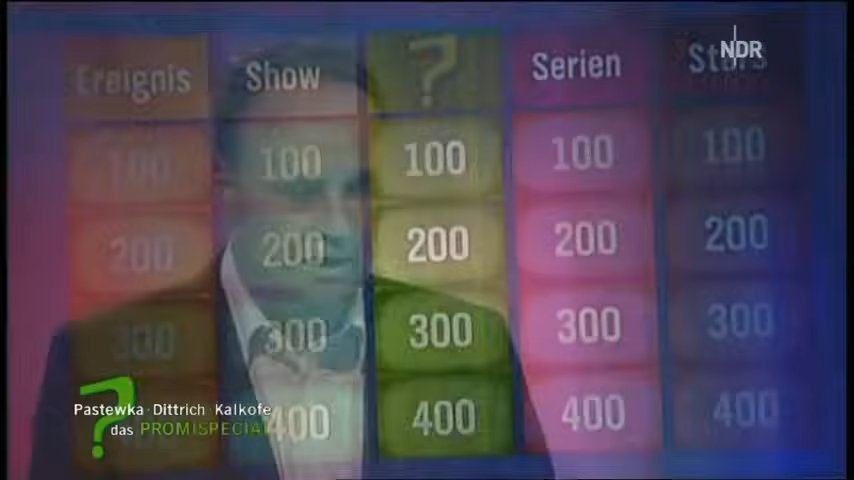 NDR
Ereignis Show ? Serien Stars
100 100 100 100 100
200 200 200 200 200
300 300 300 300 300
400 400 400 400
?
Pastewka · Dittrich · Kalkofe
das PROMISPECIAL